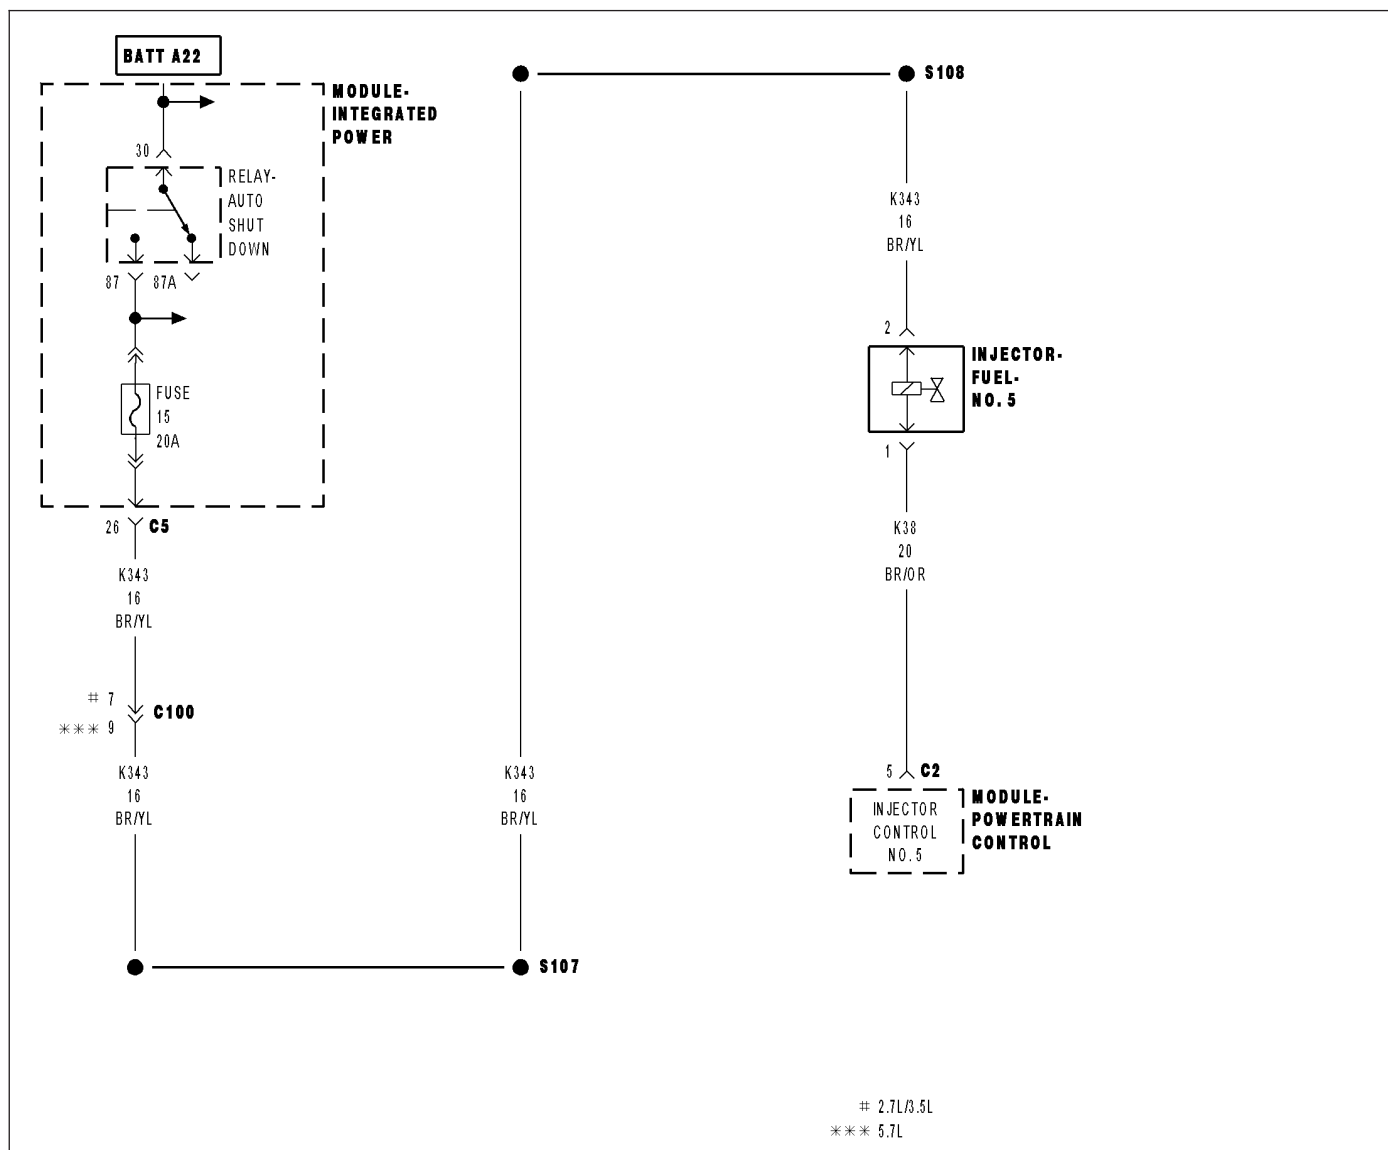 BATT A22
MODULE-
INTEGRATED
POWER
30
RELAY-
AUTO
SHUT
DOWN
87 87A
FUSE
15
20A
26 C5
K343
16
BR/YL
# 7
*** 9
C100
K343
16
BR/YL
K343
16
BR/YL
S107
S108
K343
16
BR/YL
2
INJECTOR-
FUEL-
NO. 5
1
K38
20
BR/OR
5 C2
INJECTOR
CONTROL
NO. 5
MODULE-
POWERTRAIN
CONTROL
# 2.7L/3.5L
*** 5.7L